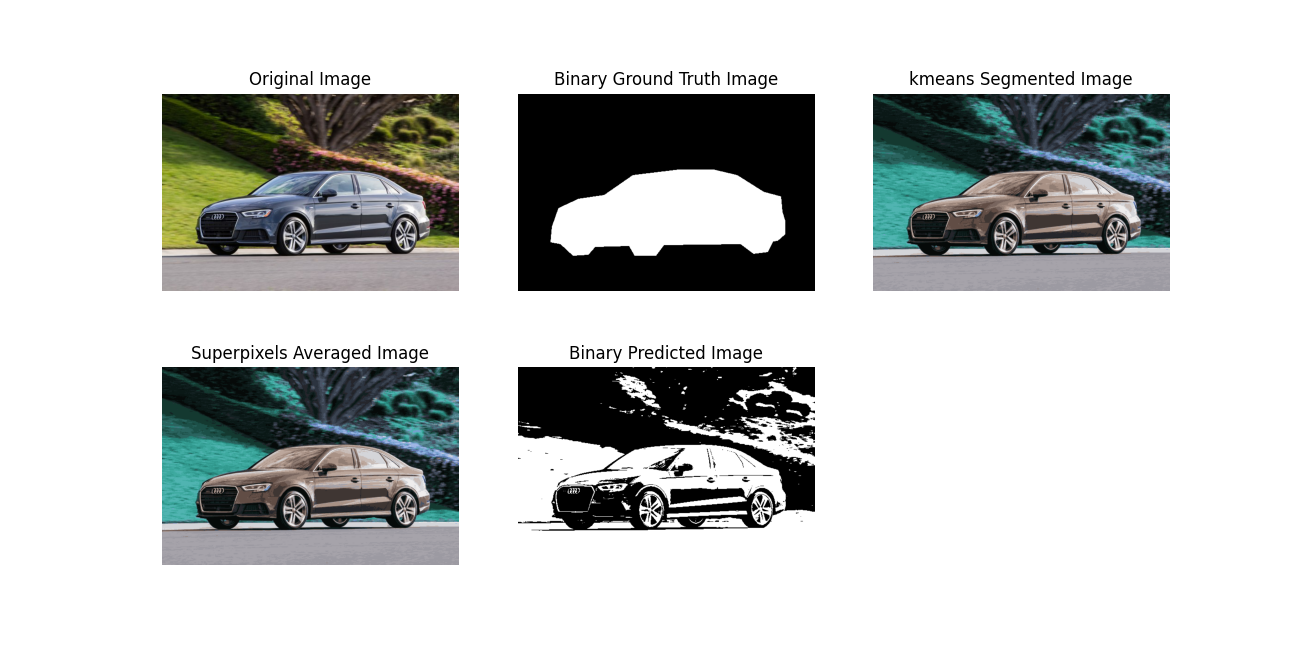 Original Image
Binary Ground Truth Image
kmeans Segmented Image
Superpixels Averaged Image
Binary Predicted Image